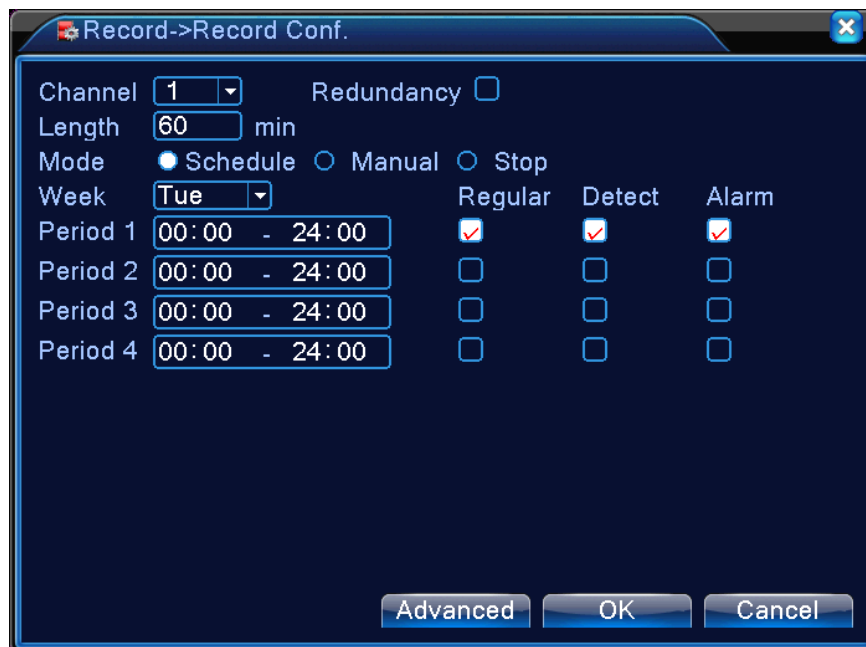 Record->Record Conf.
Channel 1 Redundancy
Length 60 min
Mode Schedule Manual Stop
Week Tue Regular Detect Alarm
Period 1 00:00 - 24:00
Period 2 00:00 - 24:00
Period 3 00:00 - 24:00
Period 4 00:00 - 24:00
Advanced OK Cancel